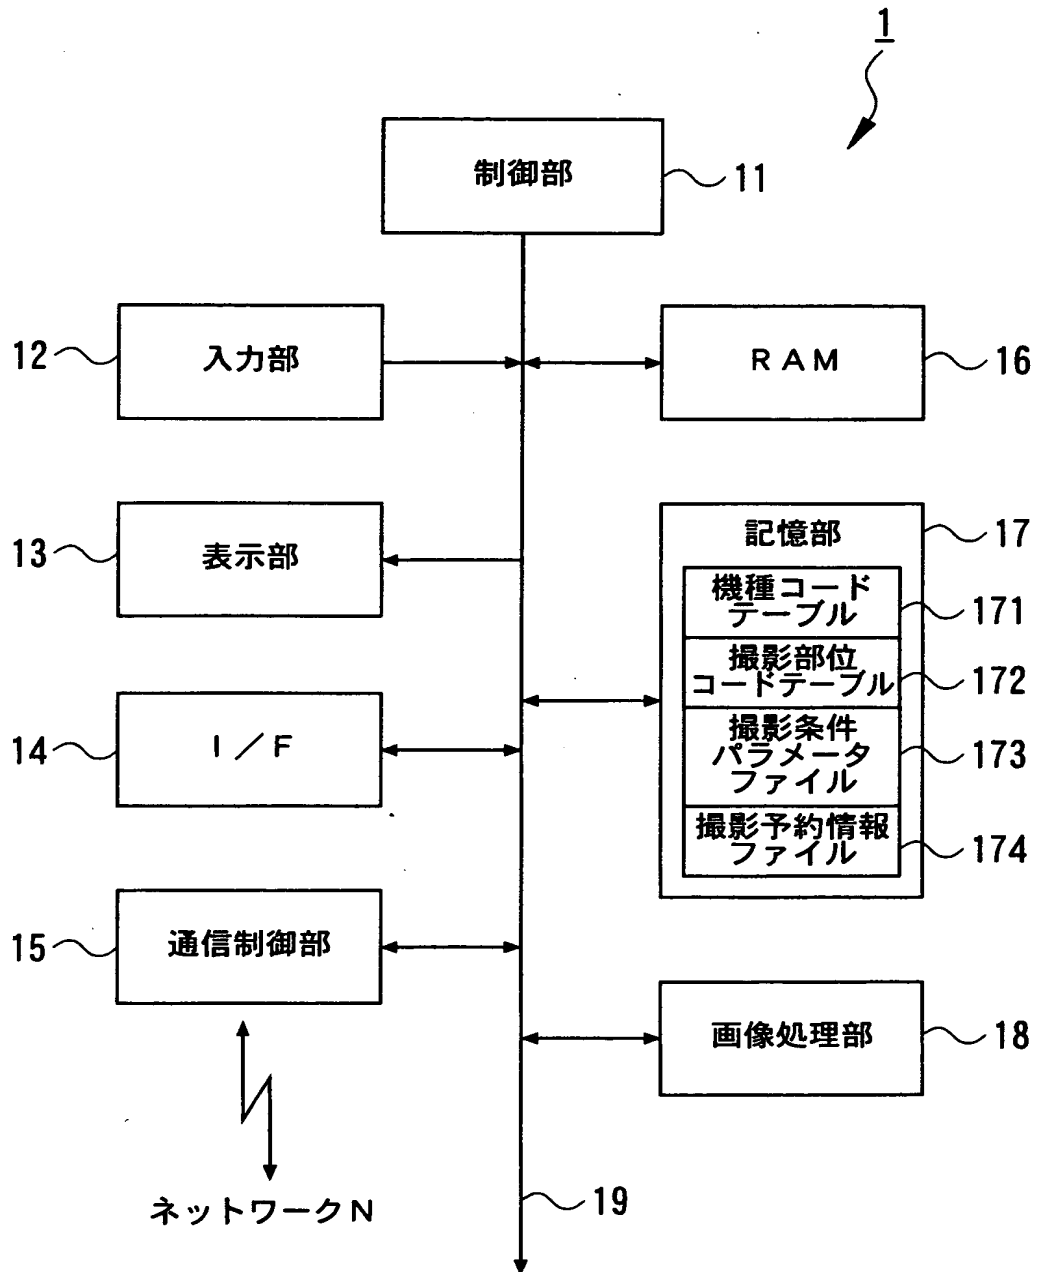 1
制御部
11
12
入力部
RAM
16
13
表示部
記憶部
17
機種コード
テーブル
171
撮影部位
コードテーブル
172
撮影条件
パラメータ
ファイル
173
撮影予約情報
ファイル
174
14
I/F
15
通信制御部
画像処理部
18
ネットワークN
19